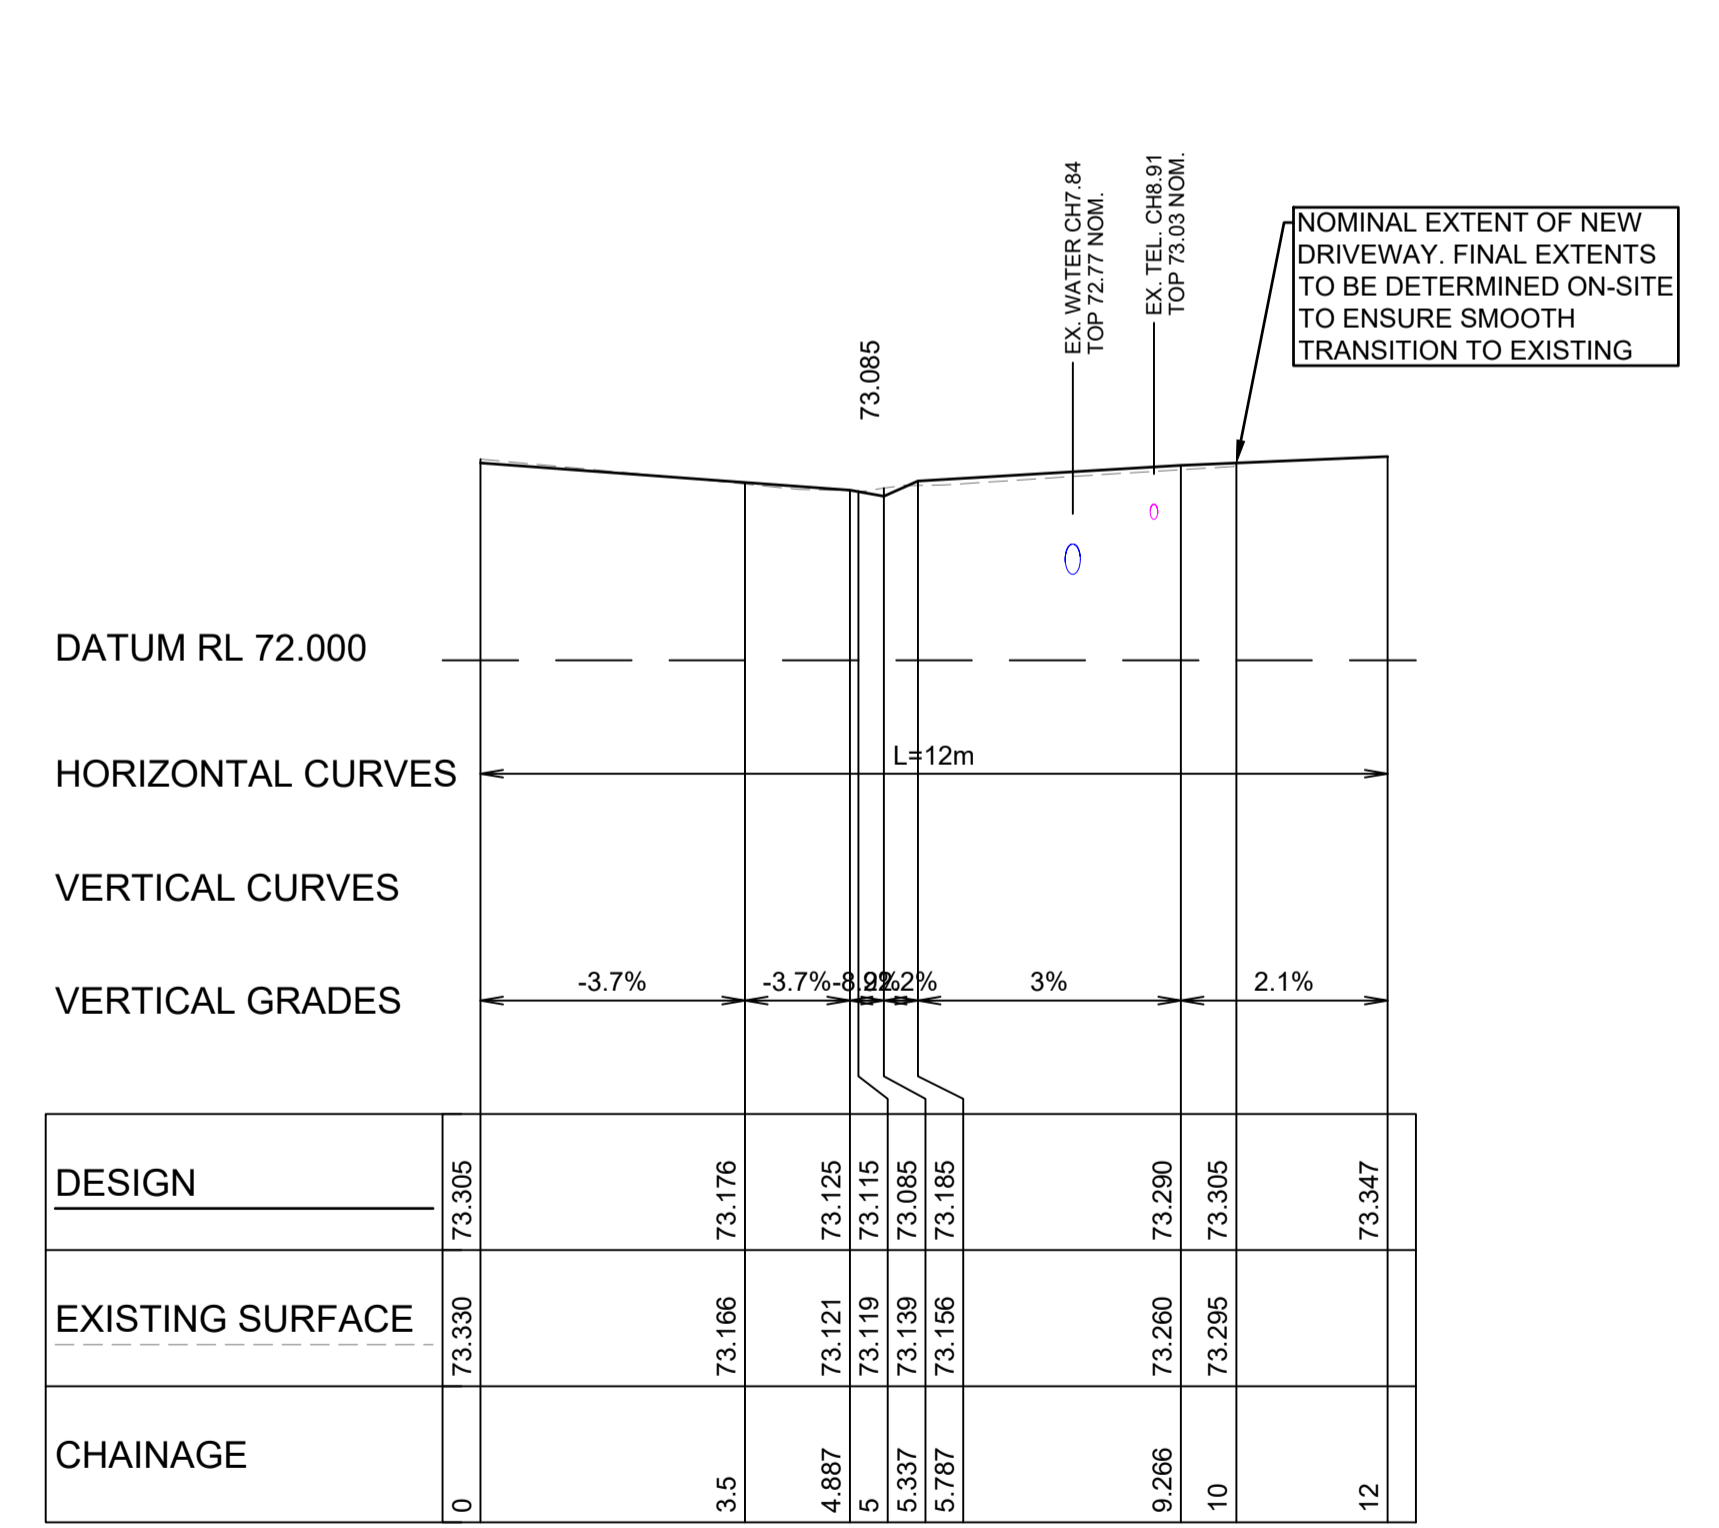 EX. WATER CH7.84
TOP 72.77 NOM.
EX. TEL. CH8.91
TOP 73.03 NOM.
NOMINAL EXTENT OF NEW
DRIVEWAY. FINAL EXTENTS
TO BE DETERMINED ON-SITE
TO ENSURE SMOOTH
TRANSITION TO EXISTING
73.085
DATUM RL 72.000
HORIZONTAL CURVES
L=12m
VERTICAL CURVES
VERTICAL GRADES
-3.7%
-3.7%
3%
2.1%
DESIGN
73.305 73.176 73.125 73.115 73.085 73.185 73.290 73.305 73.347
EXISTING SURFACE
73.330 73.166 73.121 73.119 73.139 73.156 73.260 73.295
CHAINAGE
0 3.5 4.887 5 5.337 5.787 9.266 10 12